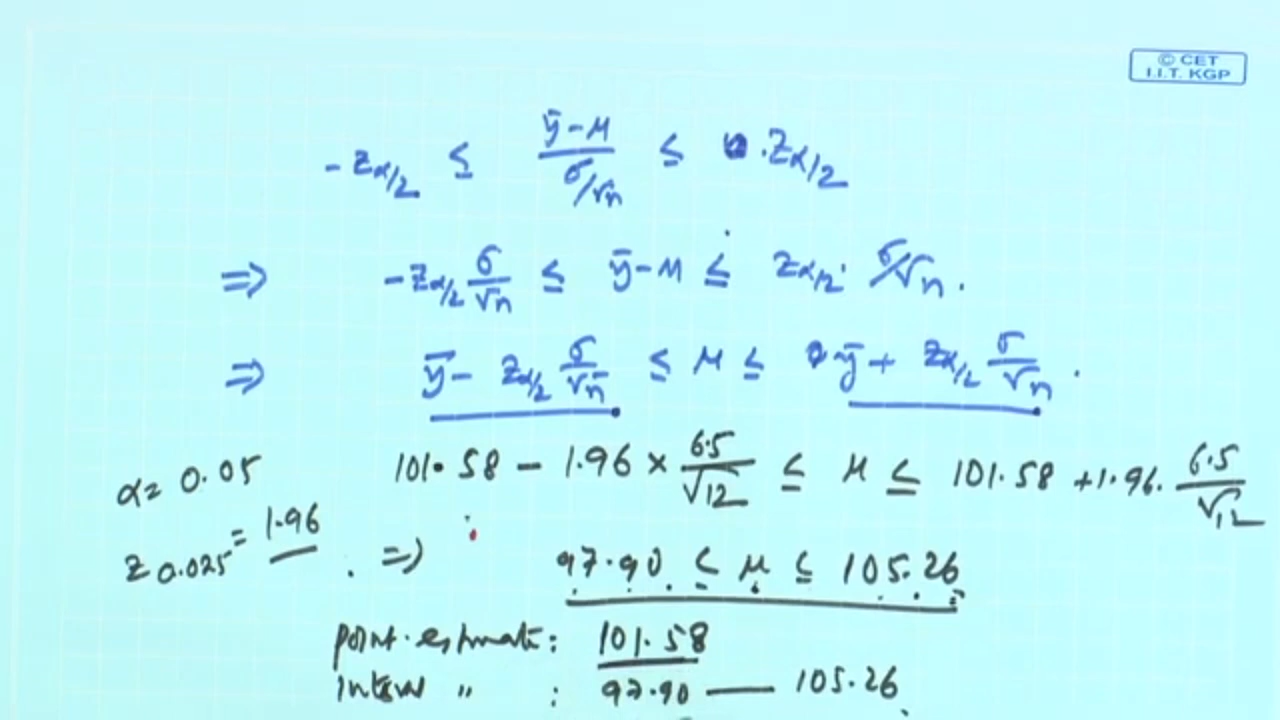 © CET
I.I.T. KGP
-zα/2 ≤ (ȳ-μ)/(σ/√n) ≤ .zα/2
⇒ -zα/2 σ/√n ≤ ȳ-μ ≤ zα/2. σ/√n.
⇒ ȳ- zα/2 σ/√n ≤ μ ≤ ȳ+ zα/2 σ/√n.
α= 0.05 101.58 - 1.96 × 6.5/√12 ≤ μ ≤ 101.58 +1.96. 6.5/√12
z0.025 = 1.96 ⇒ 97.90 ≤ μ ≤ 105.26
point estimate: 101.58
Interval " : 97.90 — 105.26